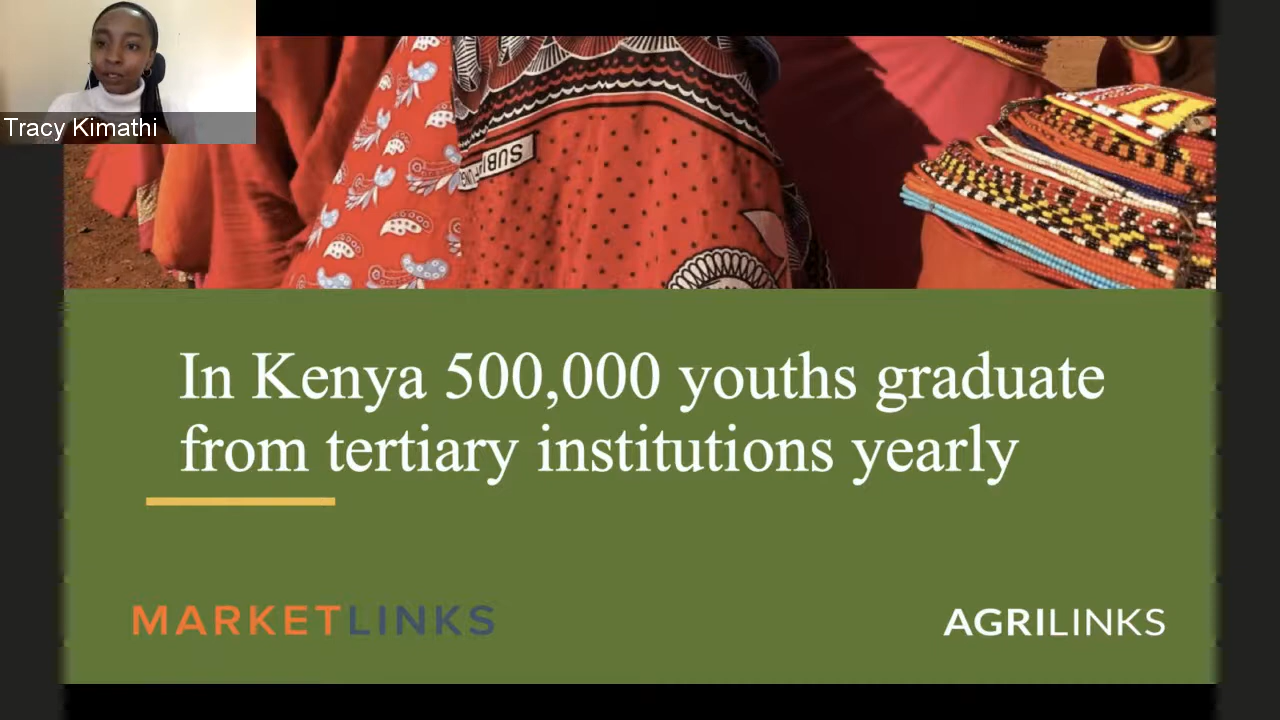 Tracy Kimathi
In Kenya 500,000 youths graduate
from tertiary institutions yearly
MARKETLINKS
AGRILINKS